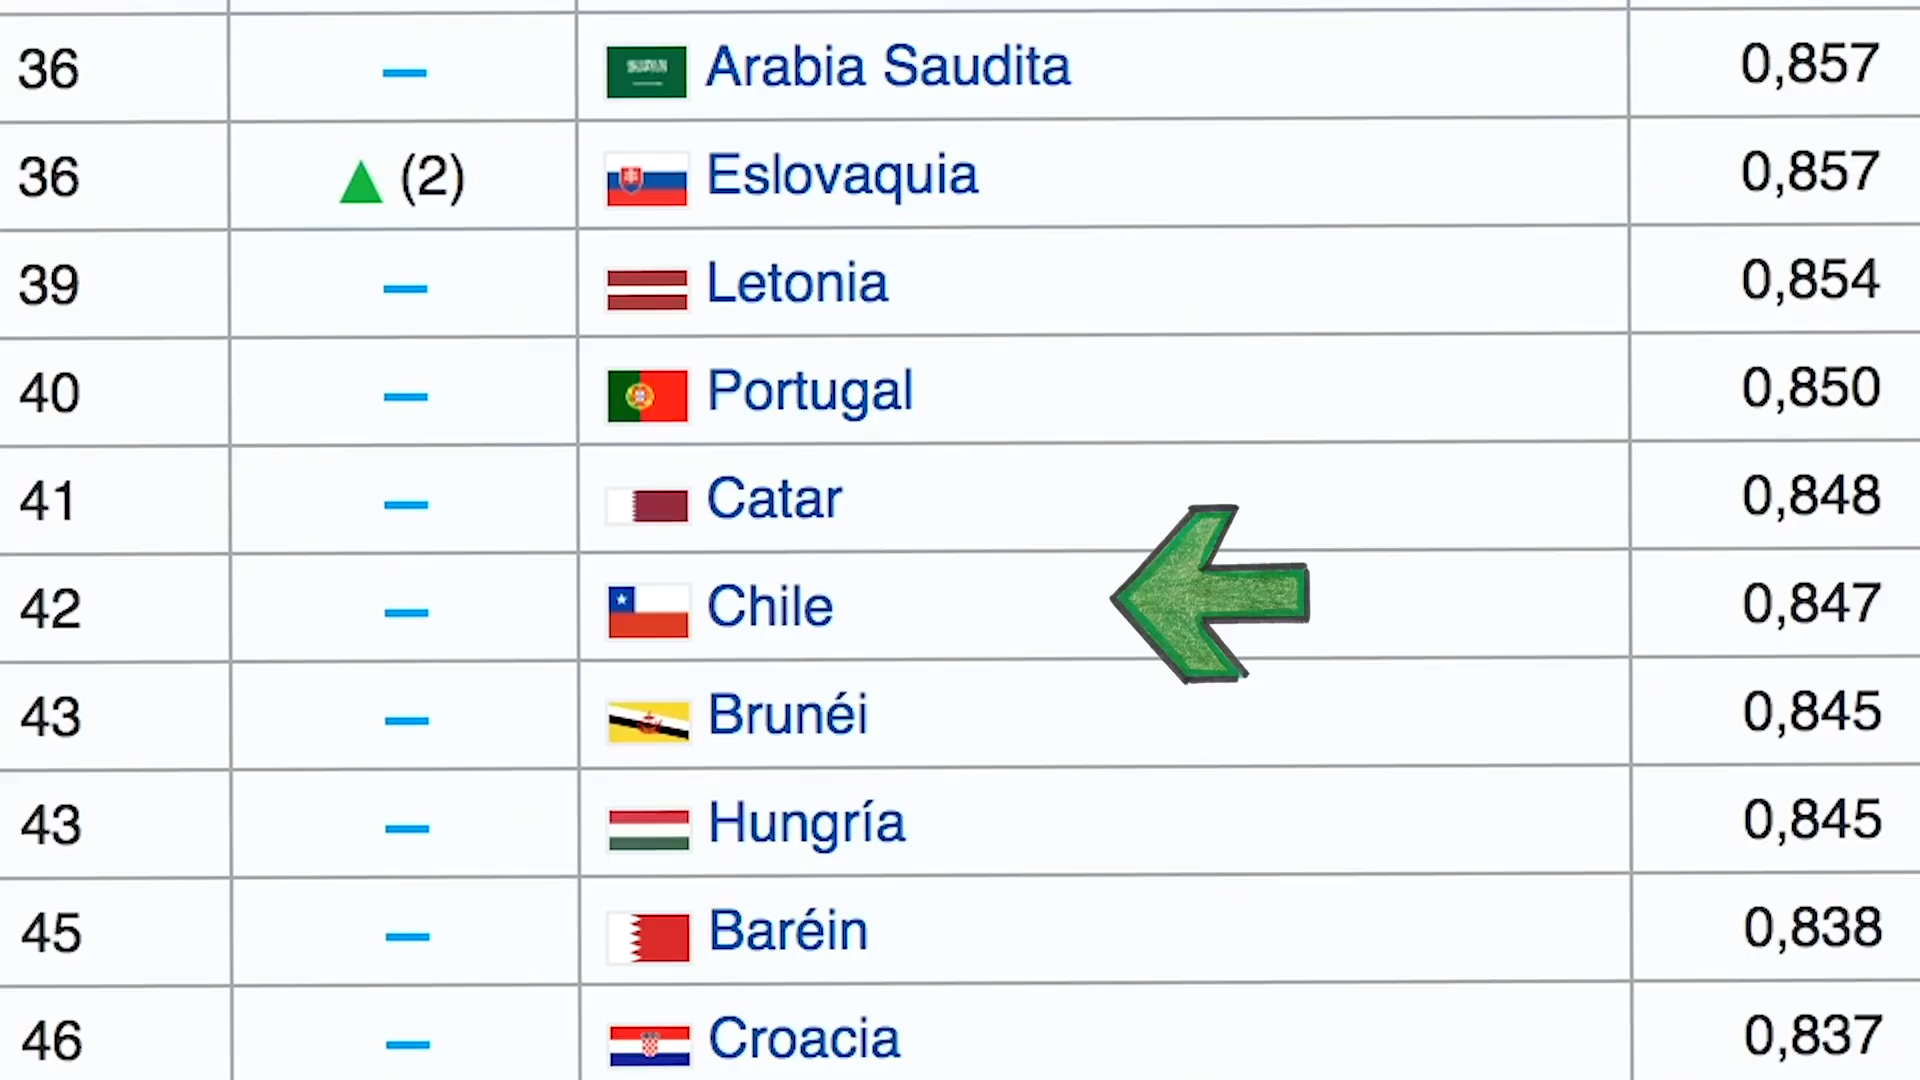 36 Arabia Saudita 0,857
36 (2) Eslovaquia 0,857
39 Letonia 0,854
40 Portugal 0,850
41 Catar 0,848
42 Chile 0,847
43 Brunéi 0,845
43 Hungría 0,845
45 Baréin 0,838
46 Croacia 0,837